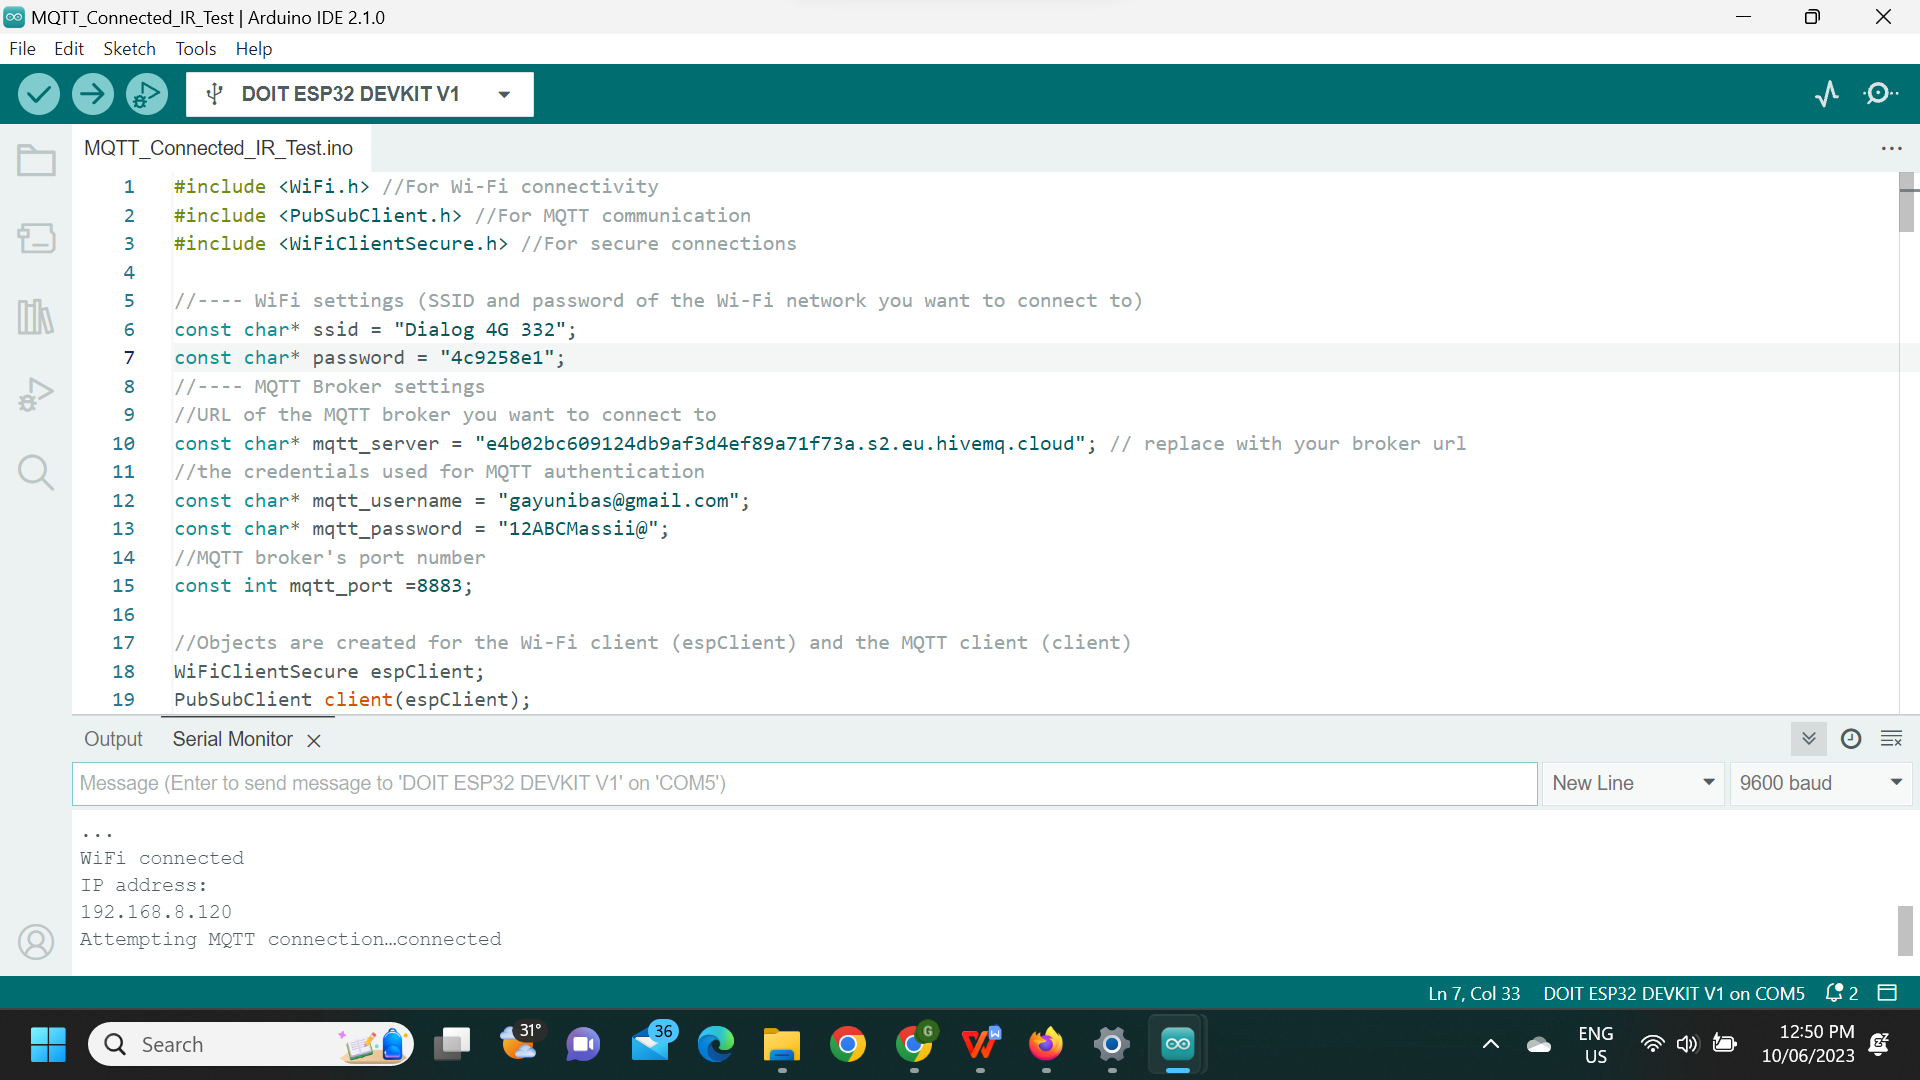 MQTT_Connected_IR_Test | Arduino IDE 2.1.0
File Edit Sketch Tools Help
DOIT ESP32 DEVKIT V1
MQTT_Connected_IR_Test.ino
1 #include <WiFi.h> //For Wi-Fi connectivity
2 #include <PubSubClient.h> //For MQTT communication
3 #include <WiFiClientSecure.h> //For secure connections
4
5 //---- WiFi settings (SSID and password of the Wi-Fi network you want to connect to)
6 const char* ssid = "Dialog 4G 332";
7 const char* password = "4c9258e1";
8 //---- MQTT Broker settings
9 //URL of the MQTT broker you want to connect to
10 const char* mqtt_server = "e4b02bc609124db9af3d4ef89a71f73a.s2.eu.hivemq.cloud"; // replace with your broker url
11 //the credentials used for MQTT authentication
12 const char* mqtt_username = "gayunibas@gmail.com";
13 const char* mqtt_password = "12ABCMassii@";
14 //MQTT broker's port number
15 const int mqtt_port =8883;
16
17 //Objects are created for the Wi-Fi client (espClient) and the MQTT client (client)
18 WiFiClientSecure espClient;
19 PubSubClient client(espClient);
Output Serial Monitor
Message (Enter to send message to 'DOIT ESP32 DEVKIT V1' on 'COM5')
New Line 9600 baud
...
WiFi connected
IP address:
192.168.8.120
Attempting MQTT connection…connected
Ln 7, Col 33 DOIT ESP32 DEVKIT V1 on COM5 2
Search
31°
36
G
W
ENG
US
12:50 PM
10/06/2023